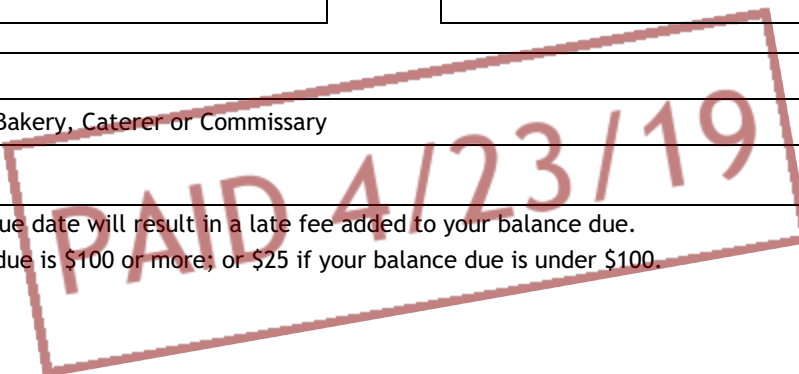 Bakery, Caterer or Commissary
PAID 4/23/19
ue date will result in a late fee added to your balance due.
due is $100 or more; or $25 if your balance due is under $100.